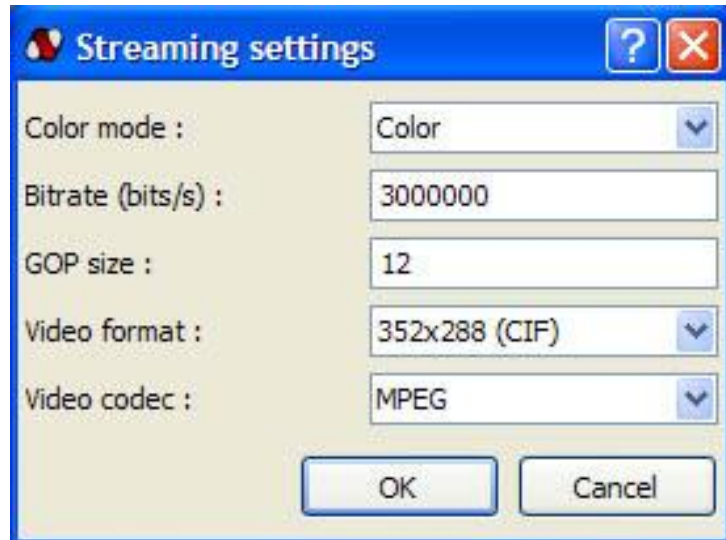 Streaming settings
Color mode : Color
Bitrate (bits/s) : 3000000
GOP size : 12
Video format : 352x288 (CIF)
Video codec : MPEG
OK Cancel